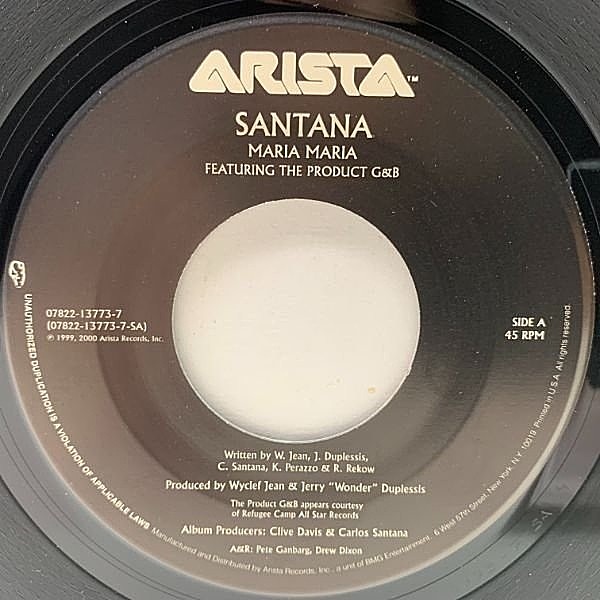 ARISTA™
SANTANA
MARIA MARIA
FEATURING THE PRODUCT G&B
07822-13773-7
(07822-13773-7-SA)
℗ 1999, 2000 Arista Records, Inc.
SIDE A
45 RPM
Written by W. Jean, J. Duplessis,
C. Santana, K. Perazzo & R. Rekow
Produced by Wyclef Jean & Jerry "Wonder" Duplessis
The Product G&B appears courtesy
of Refugee Camp All Star Records
Album Producers: Clive Davis & Carlos Santana
A&R: Pete Ganbarg, Drew Dixon
UNAUTHORIZED DUPLICATION IS A VIOLATION OF APPLICABLE LAWS Manufactured and Distributed by Arista Records, Inc., a unit of BMG Entertainment, 6 West 57th Street, New York, N.Y. 10019 Printed in U.S.A. All rights reserved.